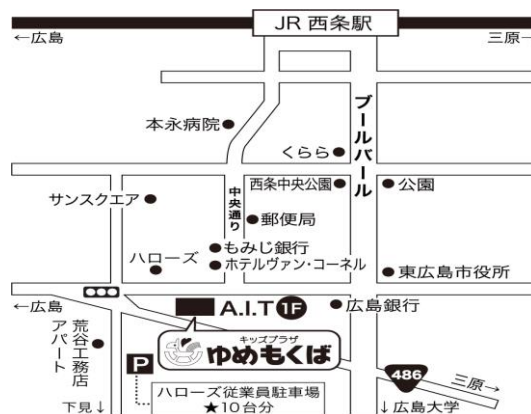 JR 西条駅
←広島
三原→
ブールバール
本永病院
くらら
西条中央公園
公園
サンスクエア
中央通り
郵便局
もみじ銀行
ハローズ
ホテルヴァン・コーネル
東広島市役所
←広島
A.I.T 1F
広島銀行
荒谷工務店
アパート
キッズプラザ
ゆめもくば
P
486
三原→
ハローズ従業員駐車場
★10台分
下見↓
↓広島大学